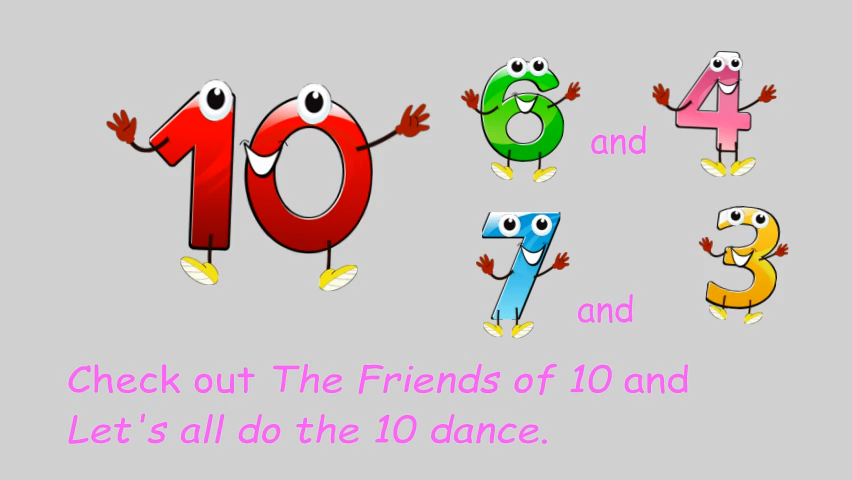 10
6 and 4
7 and 3
Check out The Friends of 10 and
Let's all do the 10 dance.